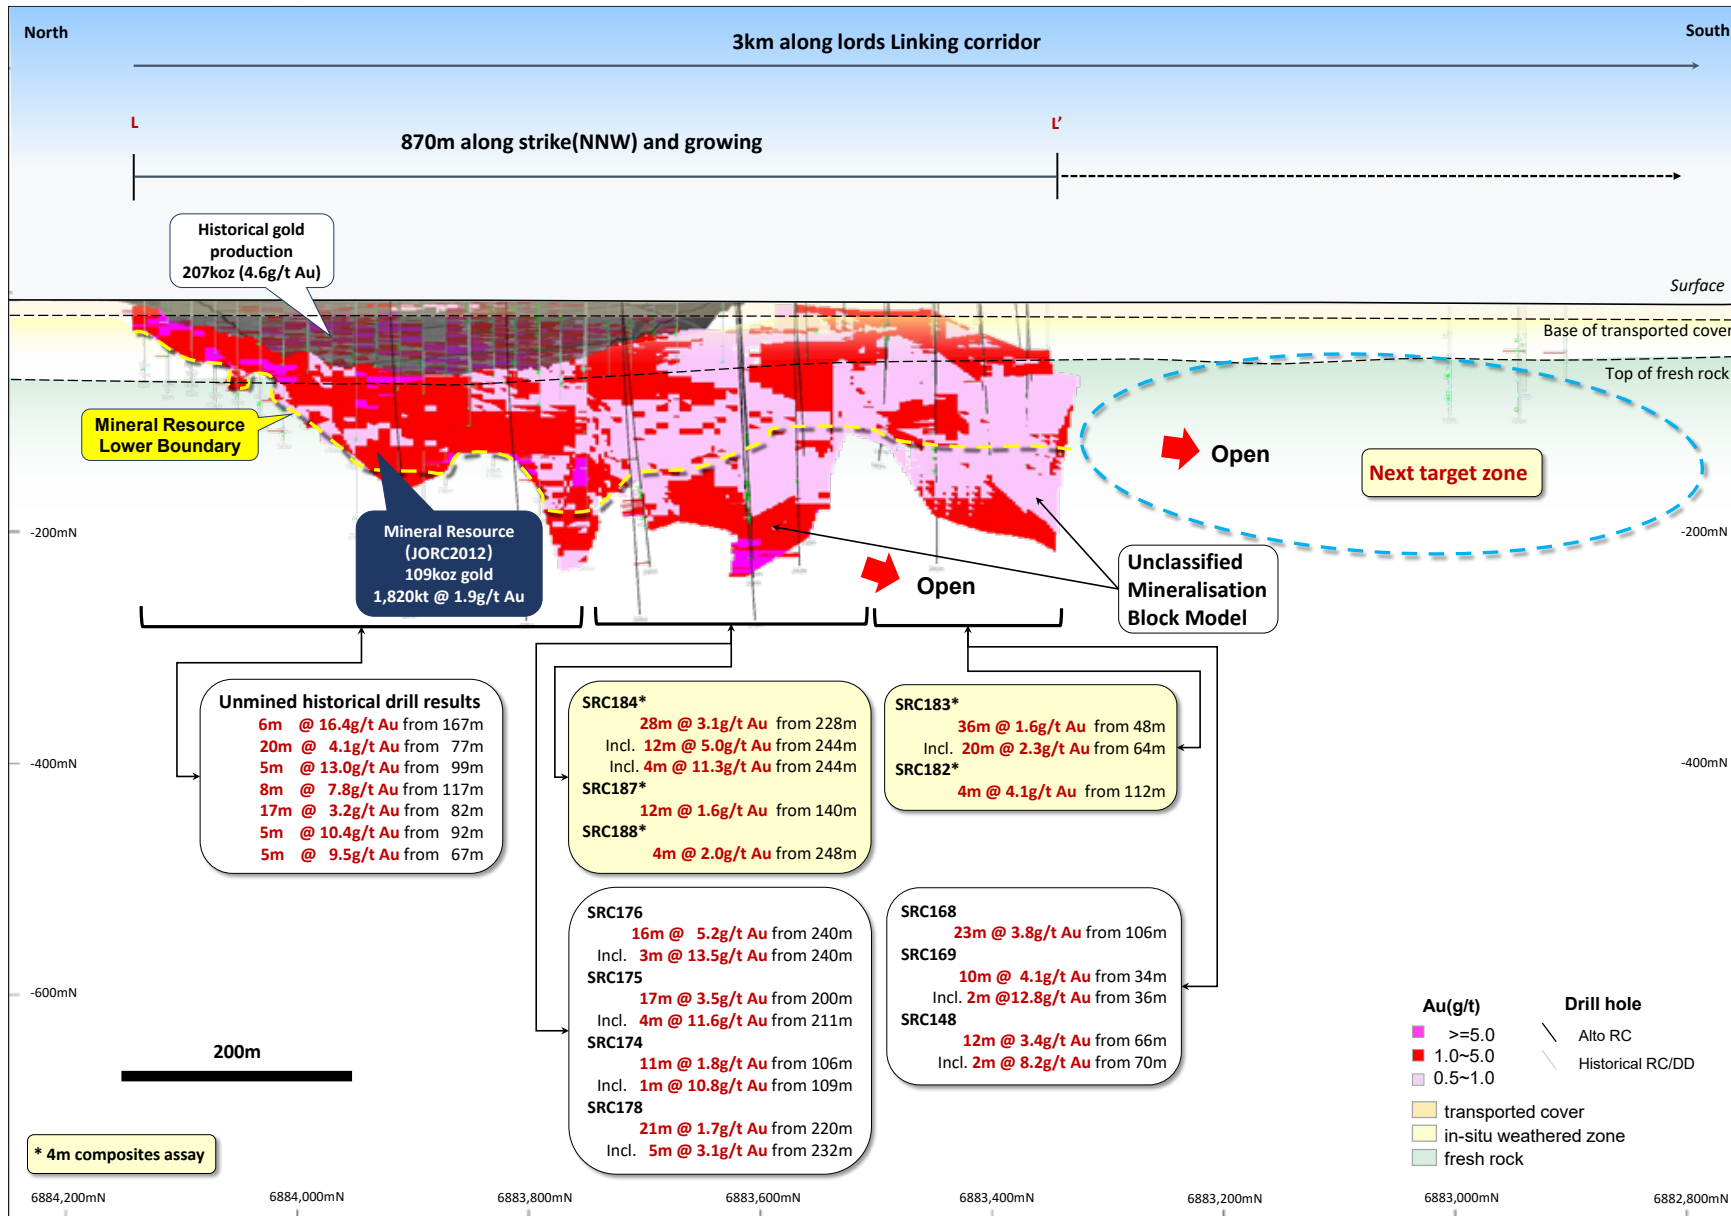 North
3km along lords Linking corridor
South
L
L'
870m along strike(NNW) and growing
Historical gold
production
207koz (4.6g/t Au)
Surface
Base of transported cover
Top of fresh rock
Mineral Resource
Lower Boundary
Open
Next target zone
Mineral Resource
(JORC2012)
109koz gold
1,820kt @ 1.9g/t Au
-200mN
-200mN
Open
Unclassified
Mineralisation
Block Model
Unmined historical drill results
6m @ 16.4g/t Au from 167m
20m @ 4.1g/t Au from 77m
5m @ 13.0g/t Au from 99m
8m @ 7.8g/t Au from 117m
17m @ 3.2g/t Au from 82m
5m @ 10.4g/t Au from 92m
5m @ 9.5g/t Au from 67m
SRC184*
28m @ 3.1g/t Au from 228m
Incl. 12m @ 5.0g/t Au from 244m
Incl. 4m @ 11.3g/t Au from 244m
SRC187*
12m @ 1.6g/t Au from 140m
SRC188*
4m @ 2.0g/t Au from 248m
SRC183*
36m @ 1.6g/t Au from 48m
Incl. 20m @ 2.3g/t Au from 64m
SRC182*
4m @ 4.1g/t Au from 112m
-400mN
-400mN
SRC176
16m @ 5.2g/t Au from 240m
Incl. 3m @ 13.5g/t Au from 240m
SRC175
17m @ 3.5g/t Au from 200m
Incl. 4m @ 11.6g/t Au from 211m
SRC174
11m @ 1.8g/t Au from 106m
Incl. 1m @ 10.8g/t Au from 109m
SRC178
21m @ 1.7g/t Au from 220m
Incl. 5m @ 3.1g/t Au from 232m
SRC168
23m @ 3.8g/t Au from 106m
SRC169
10m @ 4.1g/t Au from 34m
Incl. 2m @12.8g/t Au from 36m
SRC148
12m @ 3.4g/t Au from 66m
Incl. 2m @ 8.2g/t Au from 70m
-600mN
200m
Au(g/t)
>=5.0
1.0~5.0
0.5~1.0
Drill hole
Alto RC
Historical RC/DD
transported cover
in-situ weathered zone
fresh rock
* 4m composites assay
6884,200mN
6884,000mN
6883,800mN
6883,600mN
6883,400mN
6883,200mN
6883,000mN
6882,800mN